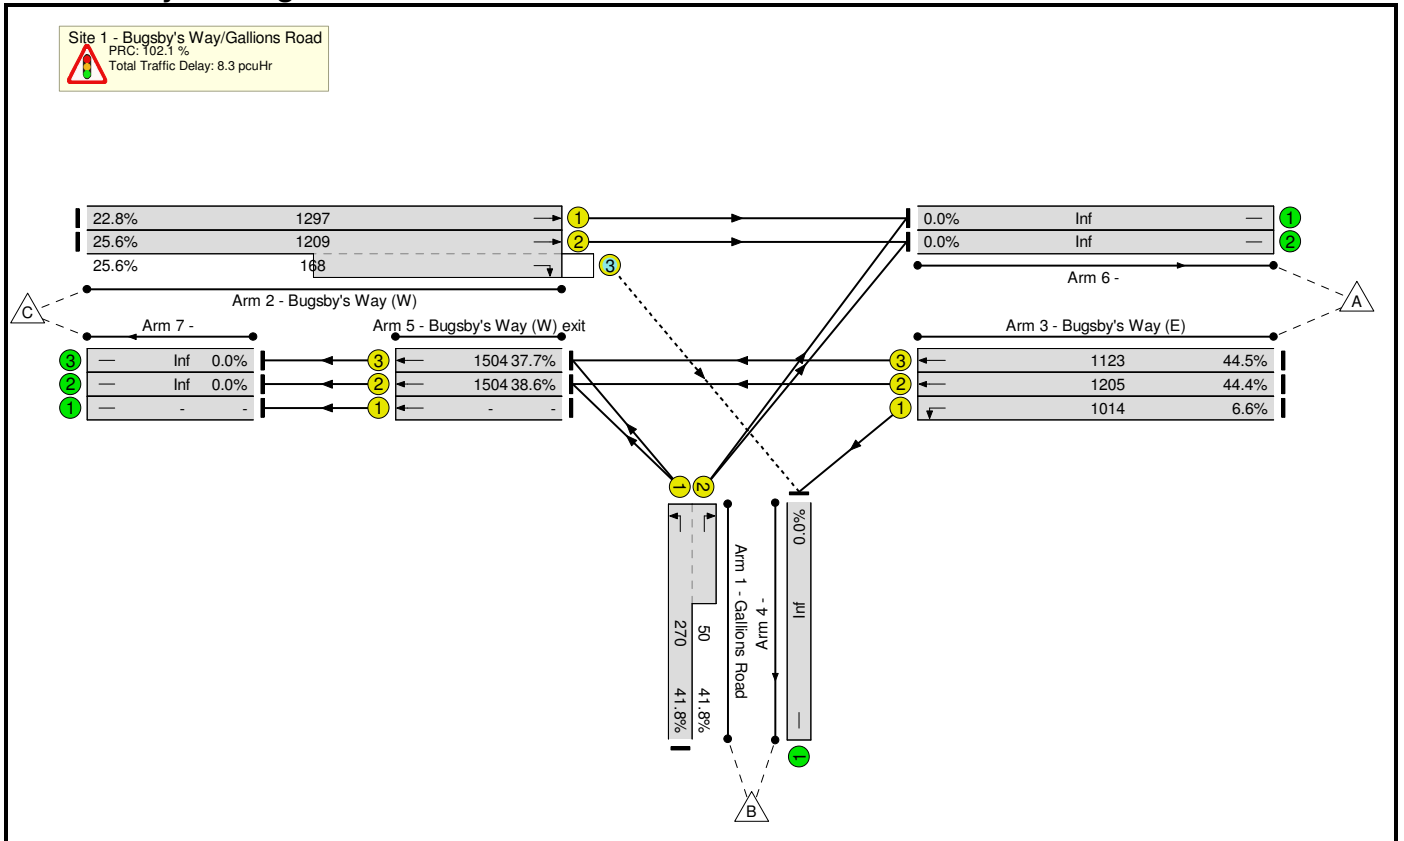 Site 1 - Bugsby's Way/Gallions Road
PRC: 102.1 %
Total Traffic Delay: 8.3 pcuHr
22.8% 1297 1
25.6% 1209 2
25.6% 168 3
Arm 2 - Bugsby's Way (W)
0.0% Inf 1
0.0% Inf 2
Arm 6 -
C
A
Arm 7 -
Arm 5 - Bugsby's Way (W) exit
Arm 3 - Bugsby's Way (E)
3 Inf 0.0%
2 Inf 0.0%
1 - -
3 1504 37.7%
2 1504 38.6%
1 - -
3 1123 44.5%
2 1205 44.4%
1 1014 6.6%
1 2
270 41.8%
50 41.8%
Arm 1 - Gallions Road
Arm 4 -
0.0% Inf
1
B